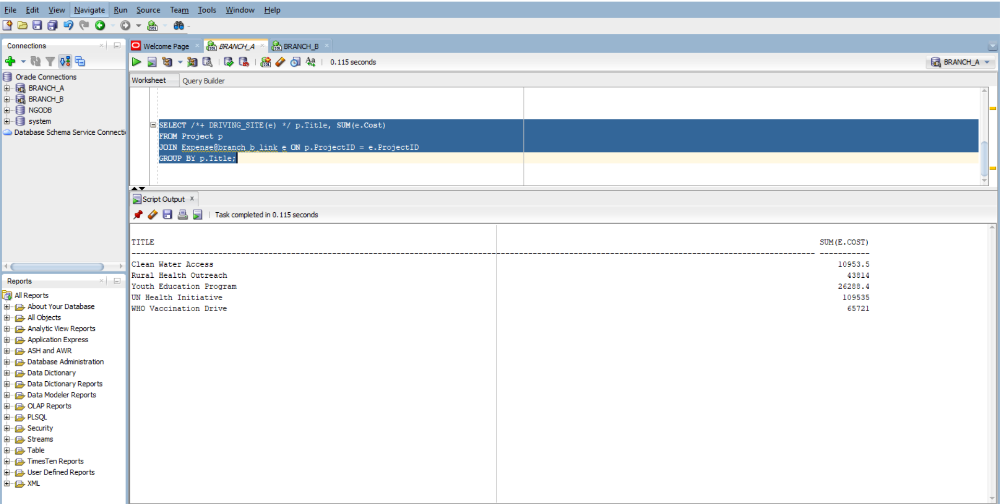 File Edit View Navigate Run Source Team Tools Window Help
Connections
Oracle Connections
BRANCH_A
BRANCH_B
NGODB
system
Database Schema Service Connecti
Welcome Page BRANCH_A BRANCH_B
0.115 seconds
BRANCH_A
Worksheet Query Builder
SELECT /*+ DRIVING_SITE(e) */ p.Title, SUM(e.Cost)
FROM Project p
JOIN Expense@branch_b_link e ON p.ProjectID = e.ProjectID
GROUP BY p.Title;
Script Output x
Task completed in 0.115 seconds
TITLE SUM(E.COST)
Clean Water Access 10953.5
Rural Health Outreach 43814
Youth Education Program 26288.4
UN Health Initiative 109535
WHO Vaccination Drive 65721
Reports
All Reports
About Your Database
All Objects
Analytic View Reports
Application Express
ASH and AWR
Database Administration
Data Dictionary
Data Dictionary Reports
Data Modeler Reports
OLAP Reports
PLSQL
Security
Streams
Table
TimesTen Reports
User Defined Reports
XML